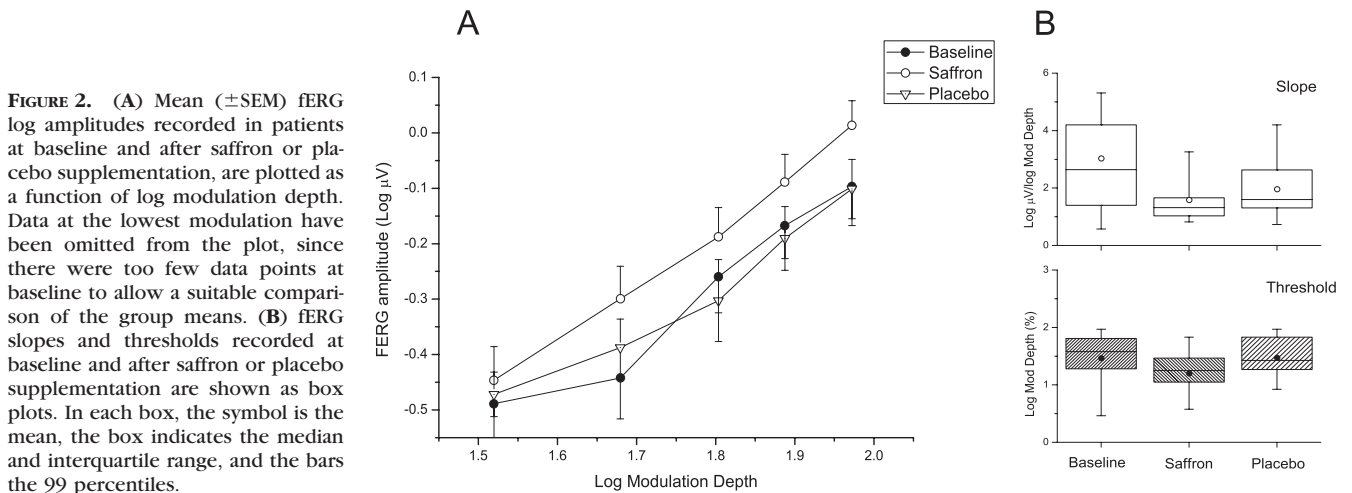 FIGURE 2. (A) Mean (±SEM) fERG
log amplitudes recorded in patients
at baseline and after saffron or pla-
cebo supplementation, are plotted as
a function of log modulation depth.
Data at the lowest modulation have
been omitted from the plot, since
there were too few data points at
baseline to allow a suitable compari-
son of the group means. (B) fERG
slopes and thresholds recorded at
baseline and after saffron or placebo
supplementation are shown as box
plots. In each box, the symbol is the
mean, the box indicates the median
and interquartile range, and the bars
the 99 percentiles.
A
Baseline
Saffron
Placebo
FERG amplitude (Log μV)
0.1
0.0
-0.1
-0.2
-0.3
-0.4
-0.5
1.5 1.6 1.7 1.8 1.9 2.0
Log Modulation Depth
B
Slope
Log μV/log Mod Depth
6
4
2
0
Threshold
Log Mod Depth (%)
3
2
1
0
Baseline Saffron Placebo